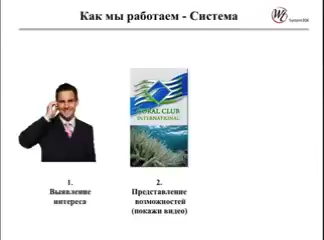 Как мы работаем - Система
CORAL CLUB
INTERNATIONAL
1.
Выявление
интереса
2.
Представление
возможностей
(покажи видео)